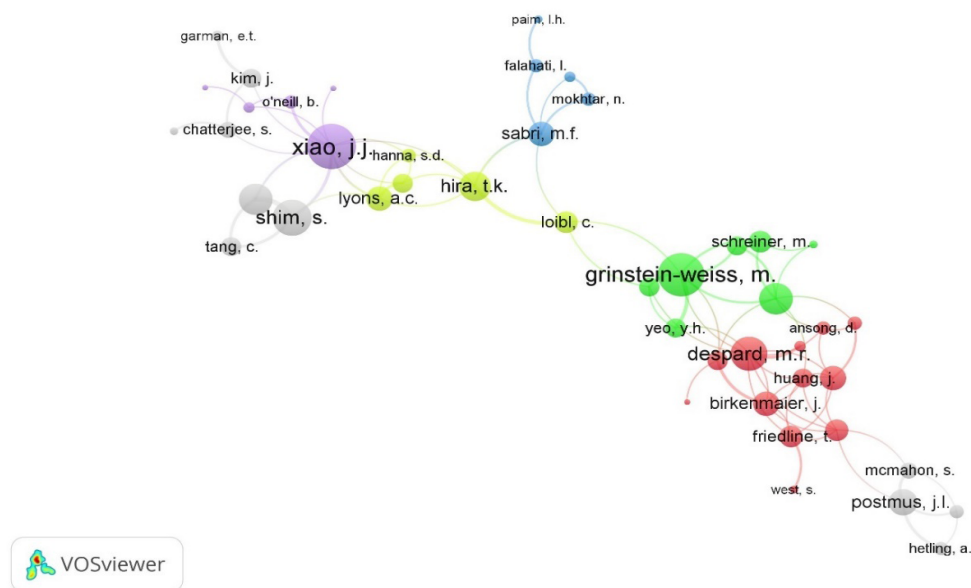 paim, l.h.
garman, e.t.
falahati, l.
kim, j.
mokhtar, n.
o'neill, b.
chatterjee, s.
sabri, m.f.
xiao, j.j.
hanna, s.d.
hira, t.k.
lyons, a.c.
shim, s.
loibl, c.
tang, c.
schreiner, m.
grinstein-weiss, m.
yeo, y.h.
ansong, d.
despard, m.r.
huang, j.
birkenmaier, j.
friedline, t.
mcmahon, s.
west, s.
postmus, j.l.
hetling, a.
VOSviewer